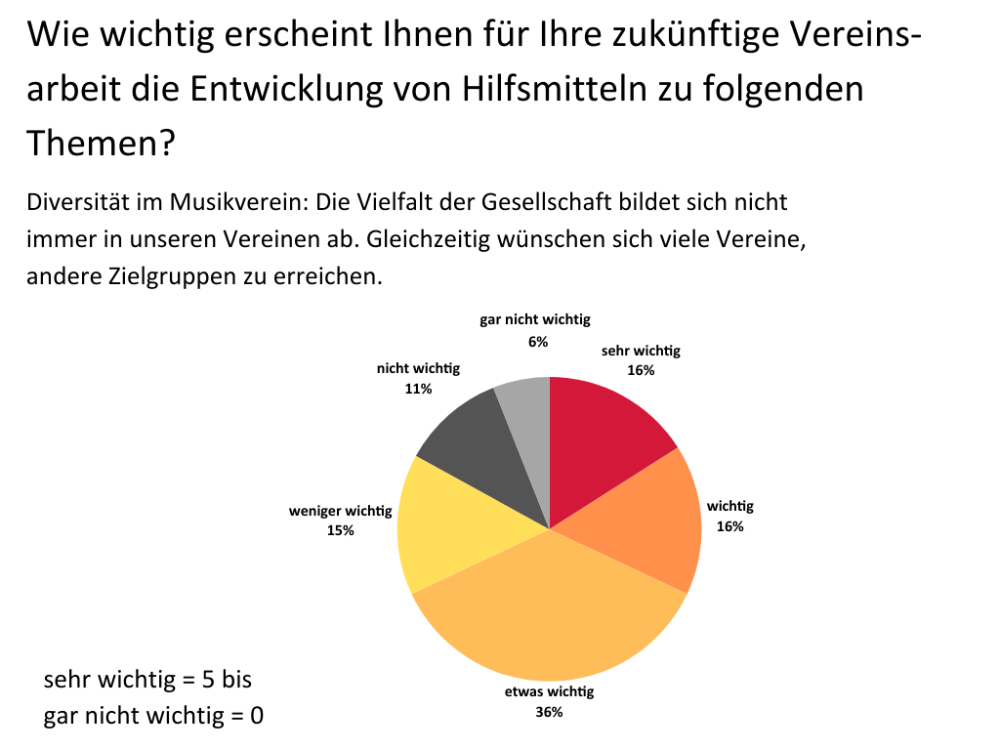 Wie wichtig erscheint Ihnen für Ihre zukünftige Vereins-
arbeit die Entwicklung von Hilfsmitteln zu folgenden
Themen?
Diversität im Musikverein: Die Vielfalt der Gesellschaft bildet sich nicht
immer in unseren Vereinen ab. Gleichzeitig wünschen sich viele Vereine,
andere Zielgruppen zu erreichen.
gar nicht wichtig
6%
sehr wichtig
16%
nicht wichtig
11%
wichtig
16%
weniger wichtig
15%
etwas wichtig
36%
sehr wichtig = 5 bis
gar nicht wichtig = 0